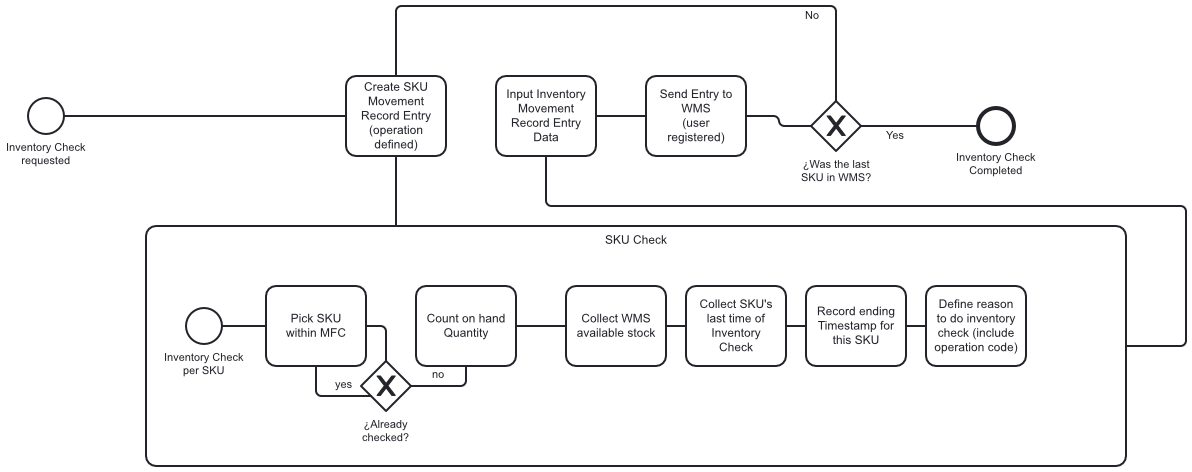 No
Create SKU
Movement
Record Entry
(operation
defined)
Input Inventory
Movement
Record Entry
Data
Send Entry to
WMS
(user
registered)
Yes
Inventory Check
requested
¿Was the last
SKU in WMS?
Inventory Check
Completed
SKU Check
Pick SKU
within MFC
Count on hand
Quantity
Collect WMS
available stock
Collect SKU's
last time of
Inventory
Check
Record ending
Timestamp for
this SKU
Define reason
to do inventory
check (include
operation code)
Inventory Check
per SKU
yes
no
¿Already
checked?